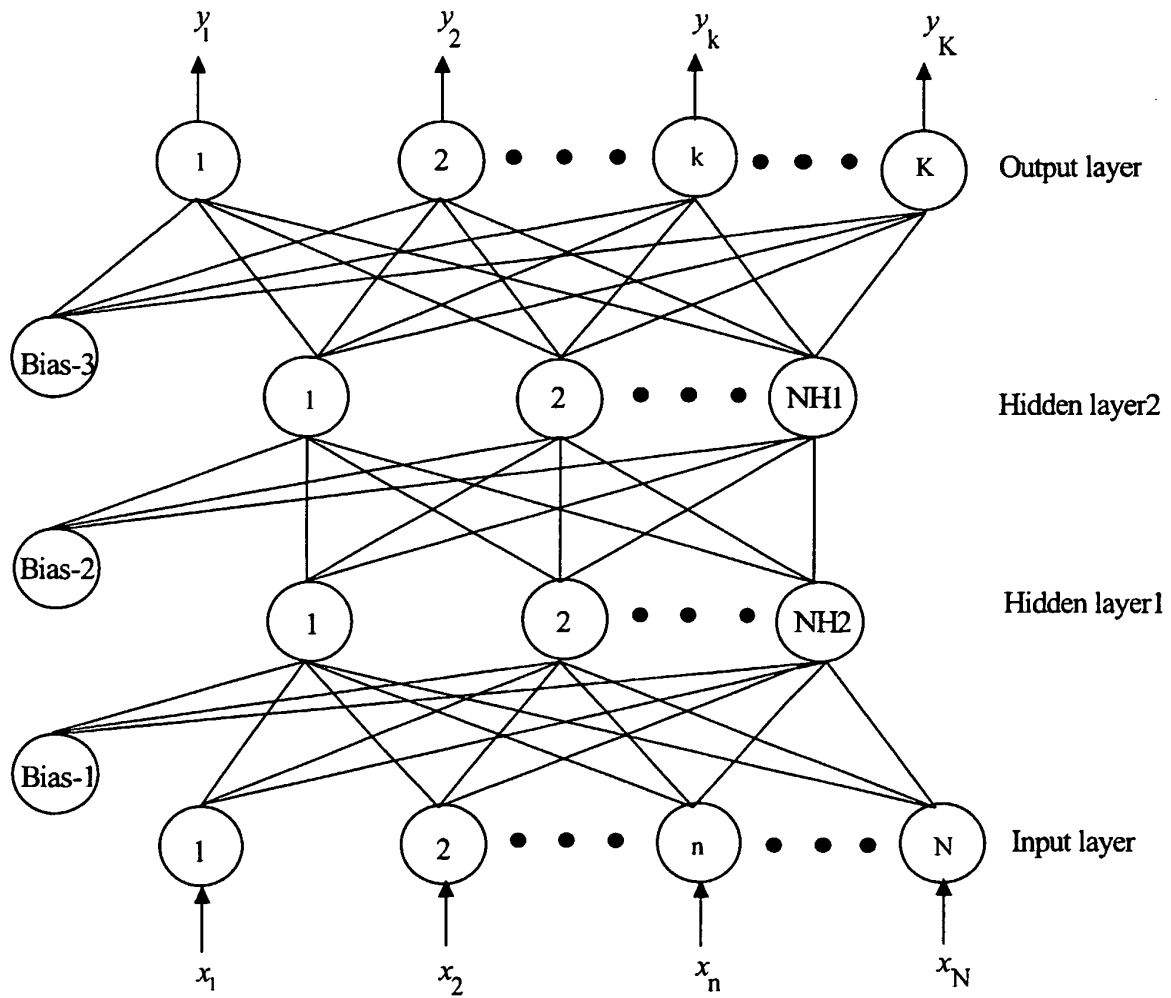 y1 y2 yk yK
1 2 k K Output layer
Bias-3
1 2 NH1 Hidden layer2
Bias-2
1 2 NH2 Hidden layer1
Bias-1
1 2 n N Input layer
x1 x2 xn xN